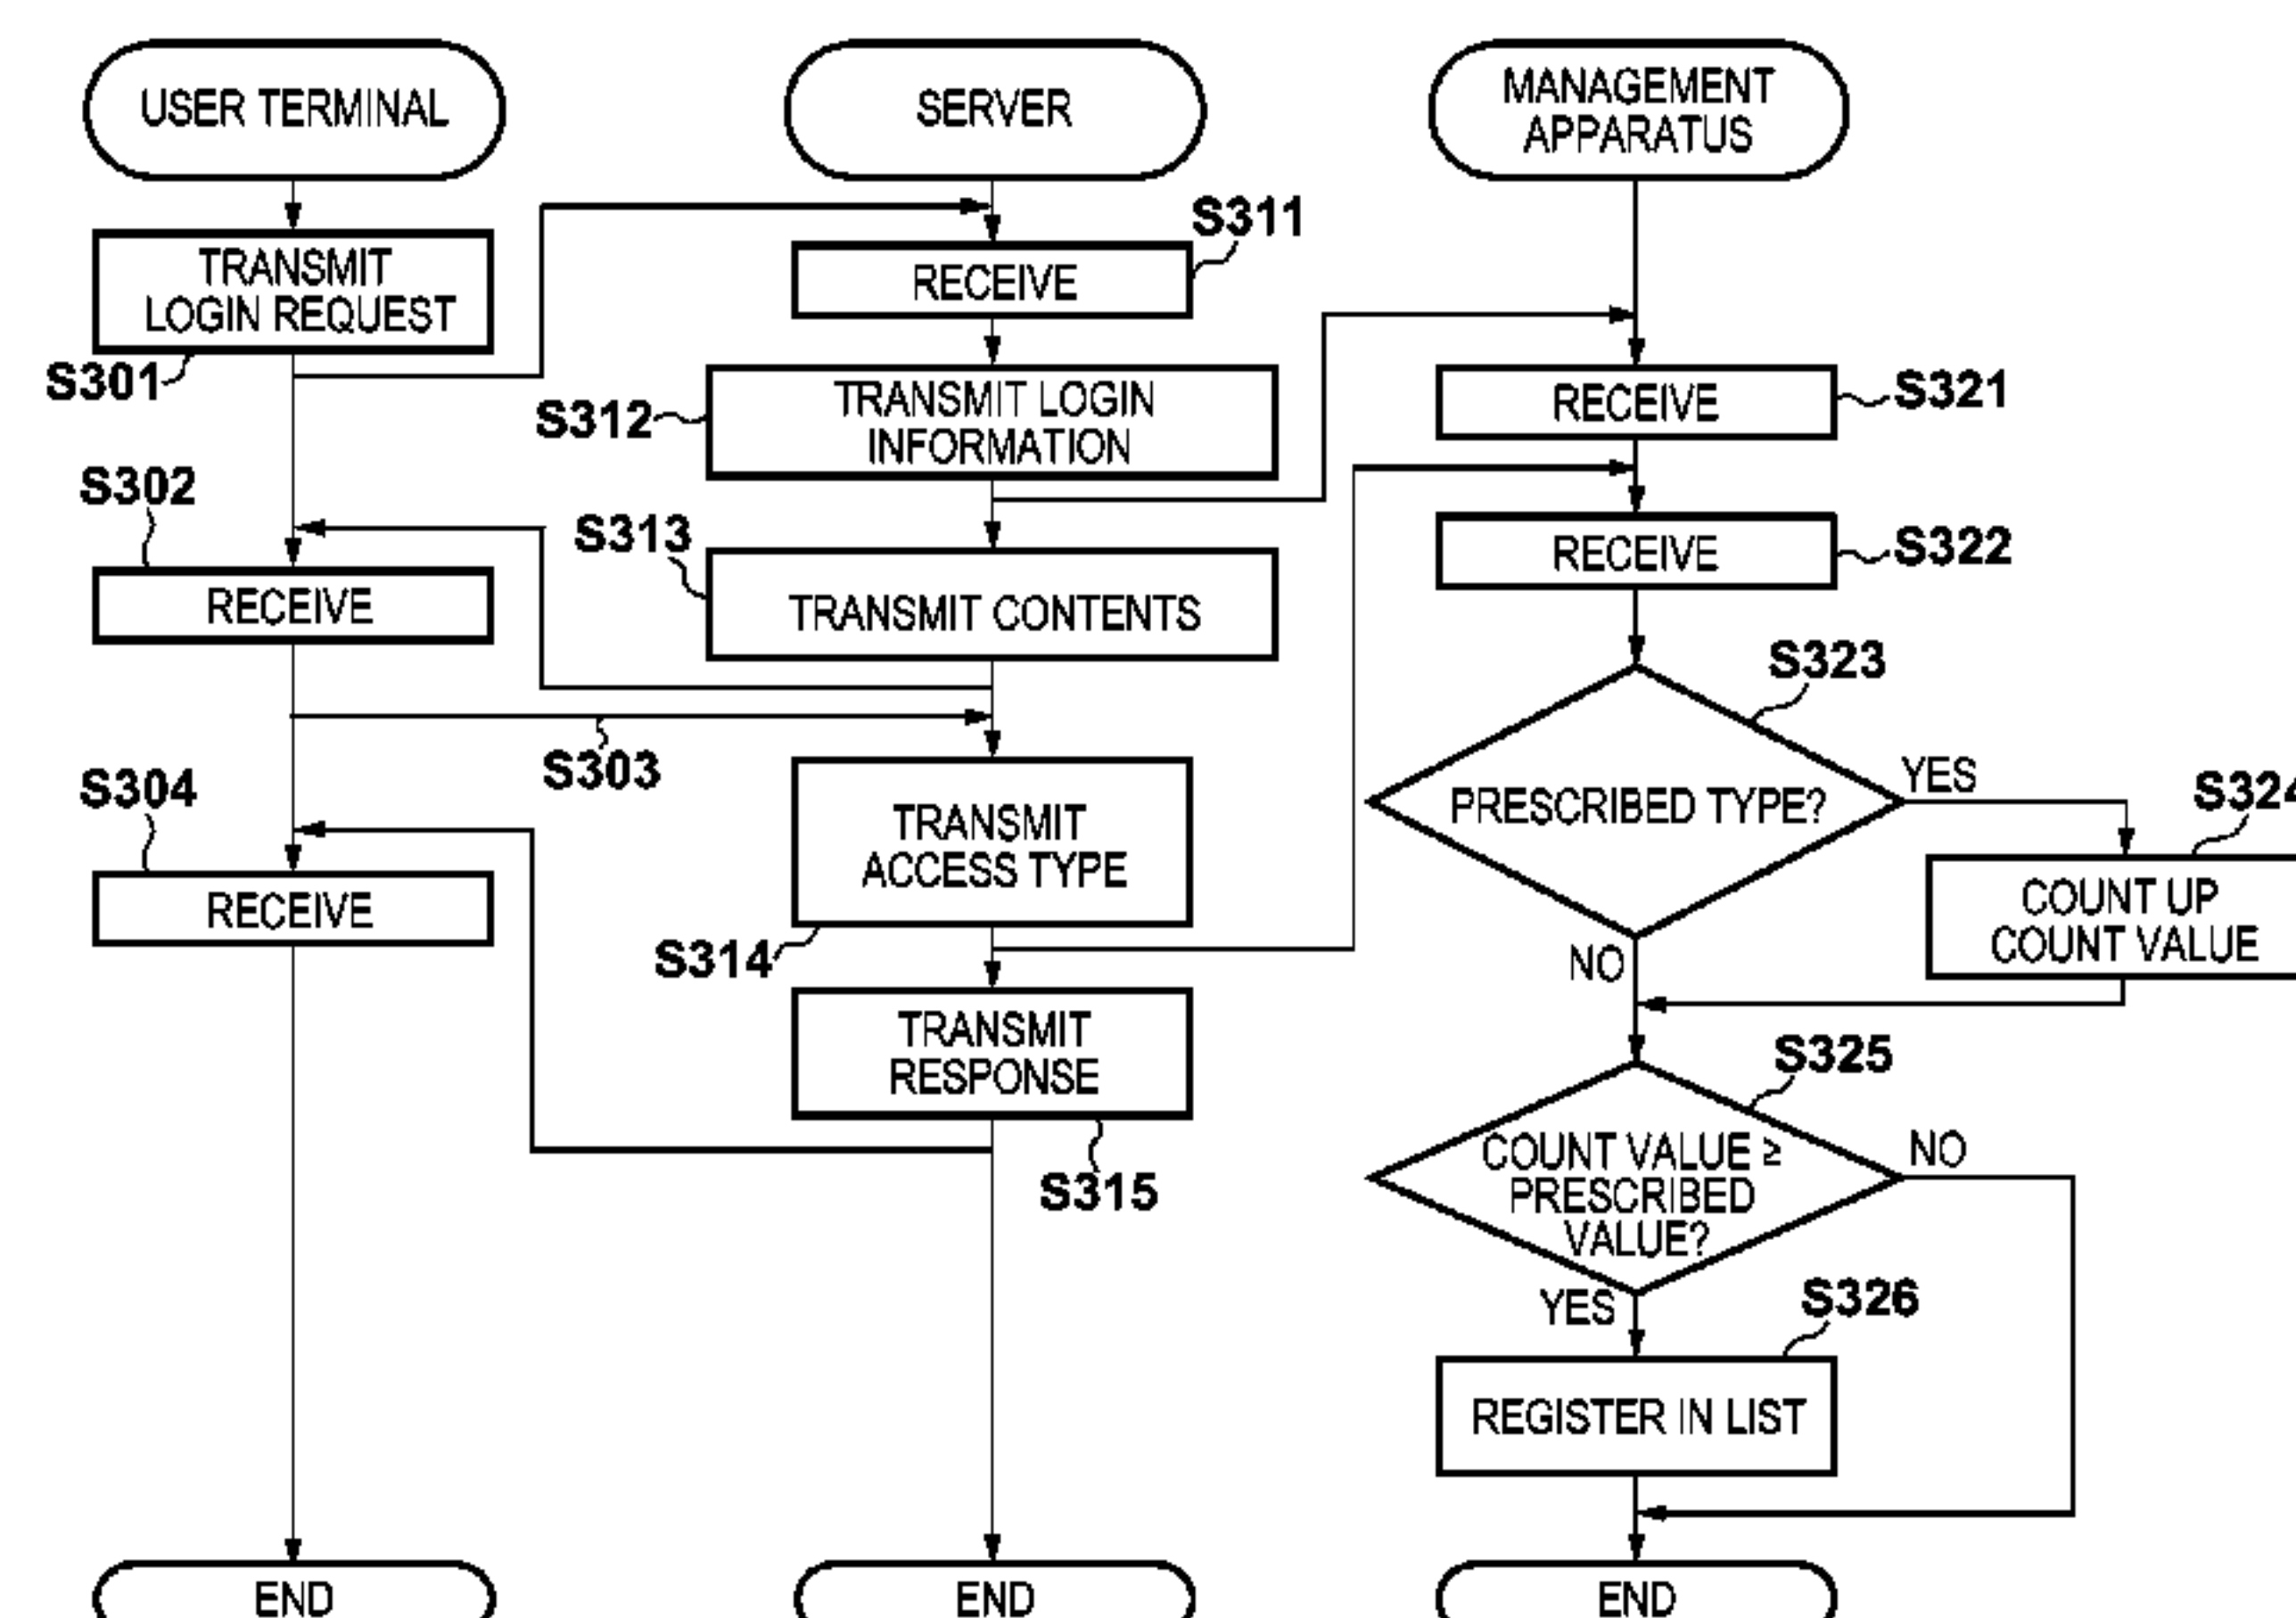 USER TERMINAL
SERVER
MANAGEMENT
APPARATUS
TRANSMIT
LOGIN REQUEST
S301
S311
RECEIVE
S312
TRANSMIT LOGIN
INFORMATION
RECEIVE
S321
S302
RECEIVE
S313
TRANSMIT CONTENTS
RECEIVE
S322
S303
S323
PRESCRIBED TYPE?
YES
NO
S324
COUNT UP
COUNT VALUE
S304
RECEIVE
TRANSMIT
ACCESS TYPE
S314
TRANSMIT
RESPONSE
S315
S325
COUNT VALUE ≥
PRESCRIBED
VALUE?
NO
YES
S326
REGISTER IN LIST
END
END
END